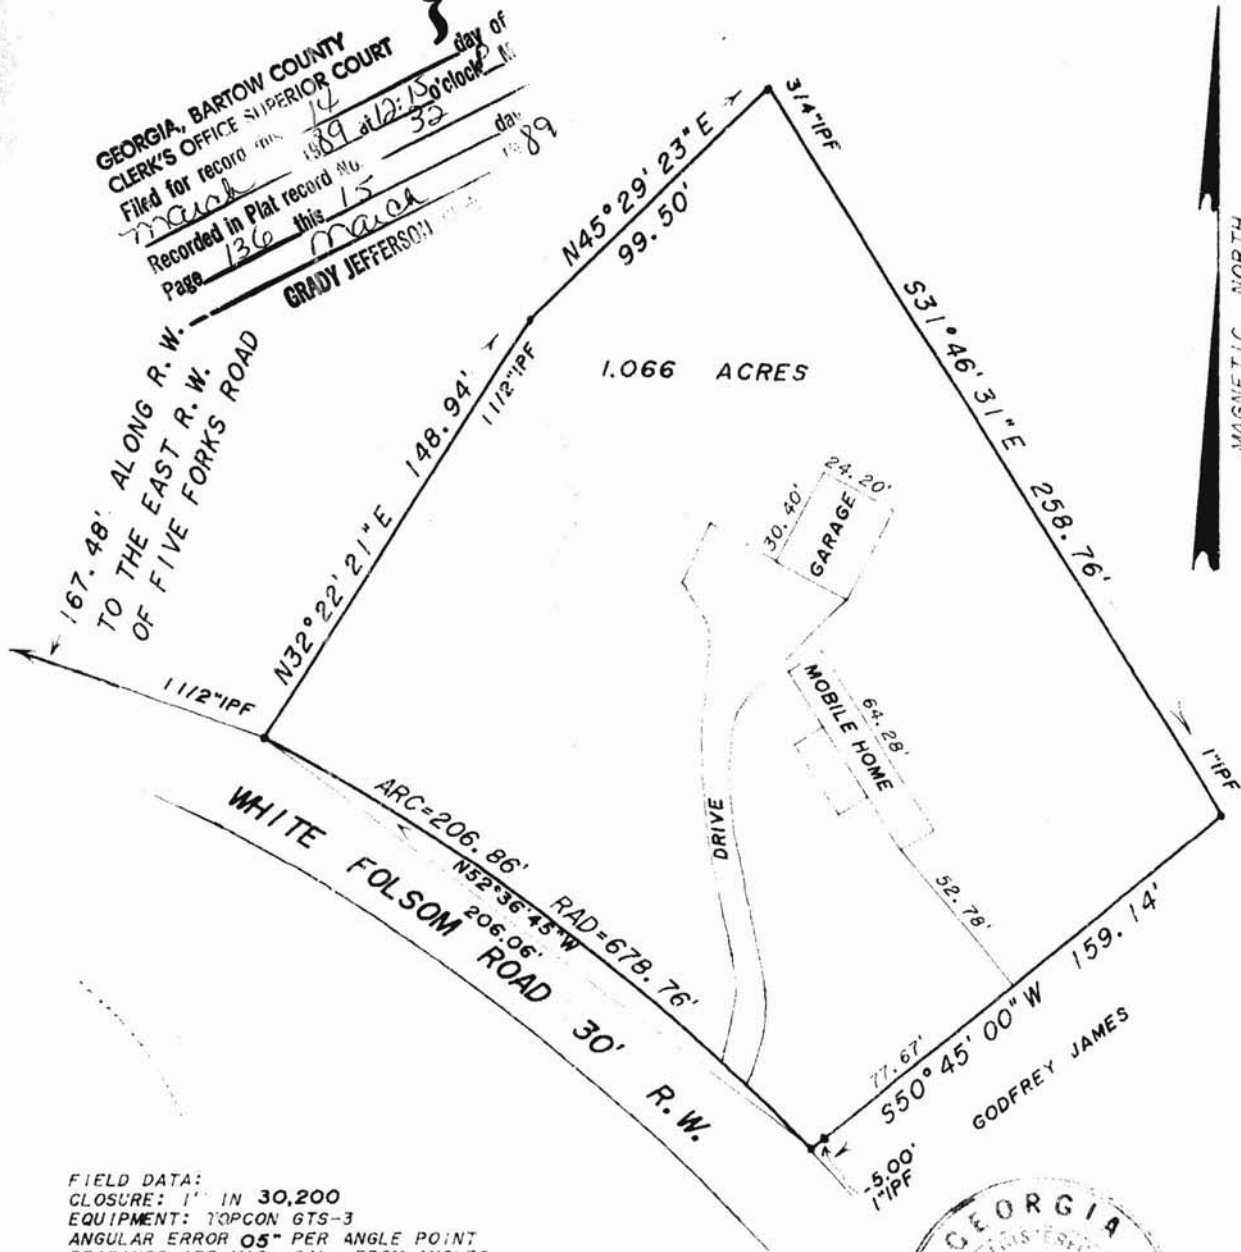 GEORGIA, BARTOW COUNTY
CLERK'S OFFICE SUPERIOR COURT
Filed for record this 14 day of
March 1989 at 12:15 o'clock P M
Recorded in Plat record No. 32
Page 136 this 15 day
March 1989
GRADY JEFFERSON
167.48' ALONG R.W.
TO THE EAST R.W.
OF FIVE FORKS ROAD
N45°29'23"E
99.50'
3/4"IPF
MAGNETIC NORTH
1 1/2"IPF
N32°22'21"E 148.94'
1.066 ACRES
S31°46'31"E 258.76'
24.20'
30.40'
GARAGE
1 1/2"IPF
MOBILE HOME
64.28'
1"IPF
ARC=206.86' RAD=678.76'
N52°36'45"W
206.06'
DRIVE
52.78'
WHITE FOLSOM ROAD 30' R.W.
77.67'
S50°45'00"W 159.14'
GODFREY JAMES
5.00'
1"IPF
FIELD DATA:
CLOSURE: 1' IN 30,200
EQUIPMENT: TOPCON GTS-3
ANGULAR ERROR 05" PER ANGLE POINT
GEORGIA